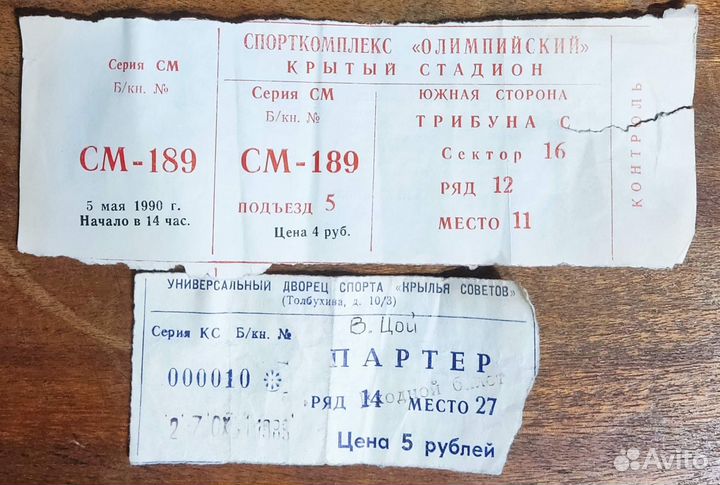 СПОРТКОМПЛЕКС «ОЛИМПИЙСКИЙ»
КРЫТЫЙ СТАДИОН
Серия СМ
Б/кн. №
СМ-189
5 мая 1990 г.
Начало в 14 час.
Серия СМ
Б/кн. №
СМ-189
ПОДЪЕЗД 5
Цена 4 руб.
ЮЖНАЯ СТОРОНА
ТРИБУНА С
Сектор 16
РЯД 12
МЕСТО 11
КОНТРОЛЬ
УНИВЕРСАЛЬНЫЙ ДВОРЕЦ СПОРТА «КРЫЛЬЯ СОВЕТОВ»
(Толбухина, д. 10/3)
Серия КС Б/кн. №
В. Цой
ПАРТЕР
000010
РЯД 14 МЕСТО 27
Цена 5 рублей
Avito